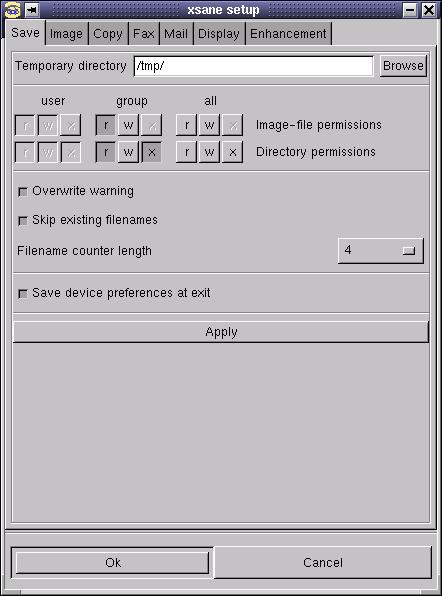 xsane setup
Save Image Copy Fax Mail Display Enhancement
Temporary directory /tmp/ Browse
user group all
r w x r w x r w x Image-file permissions
r w x r w x r w x Directory permissions
Overwrite warning
Skip existing filenames
Filename counter length 4
Save device preferences at exit
Apply
Ok Cancel